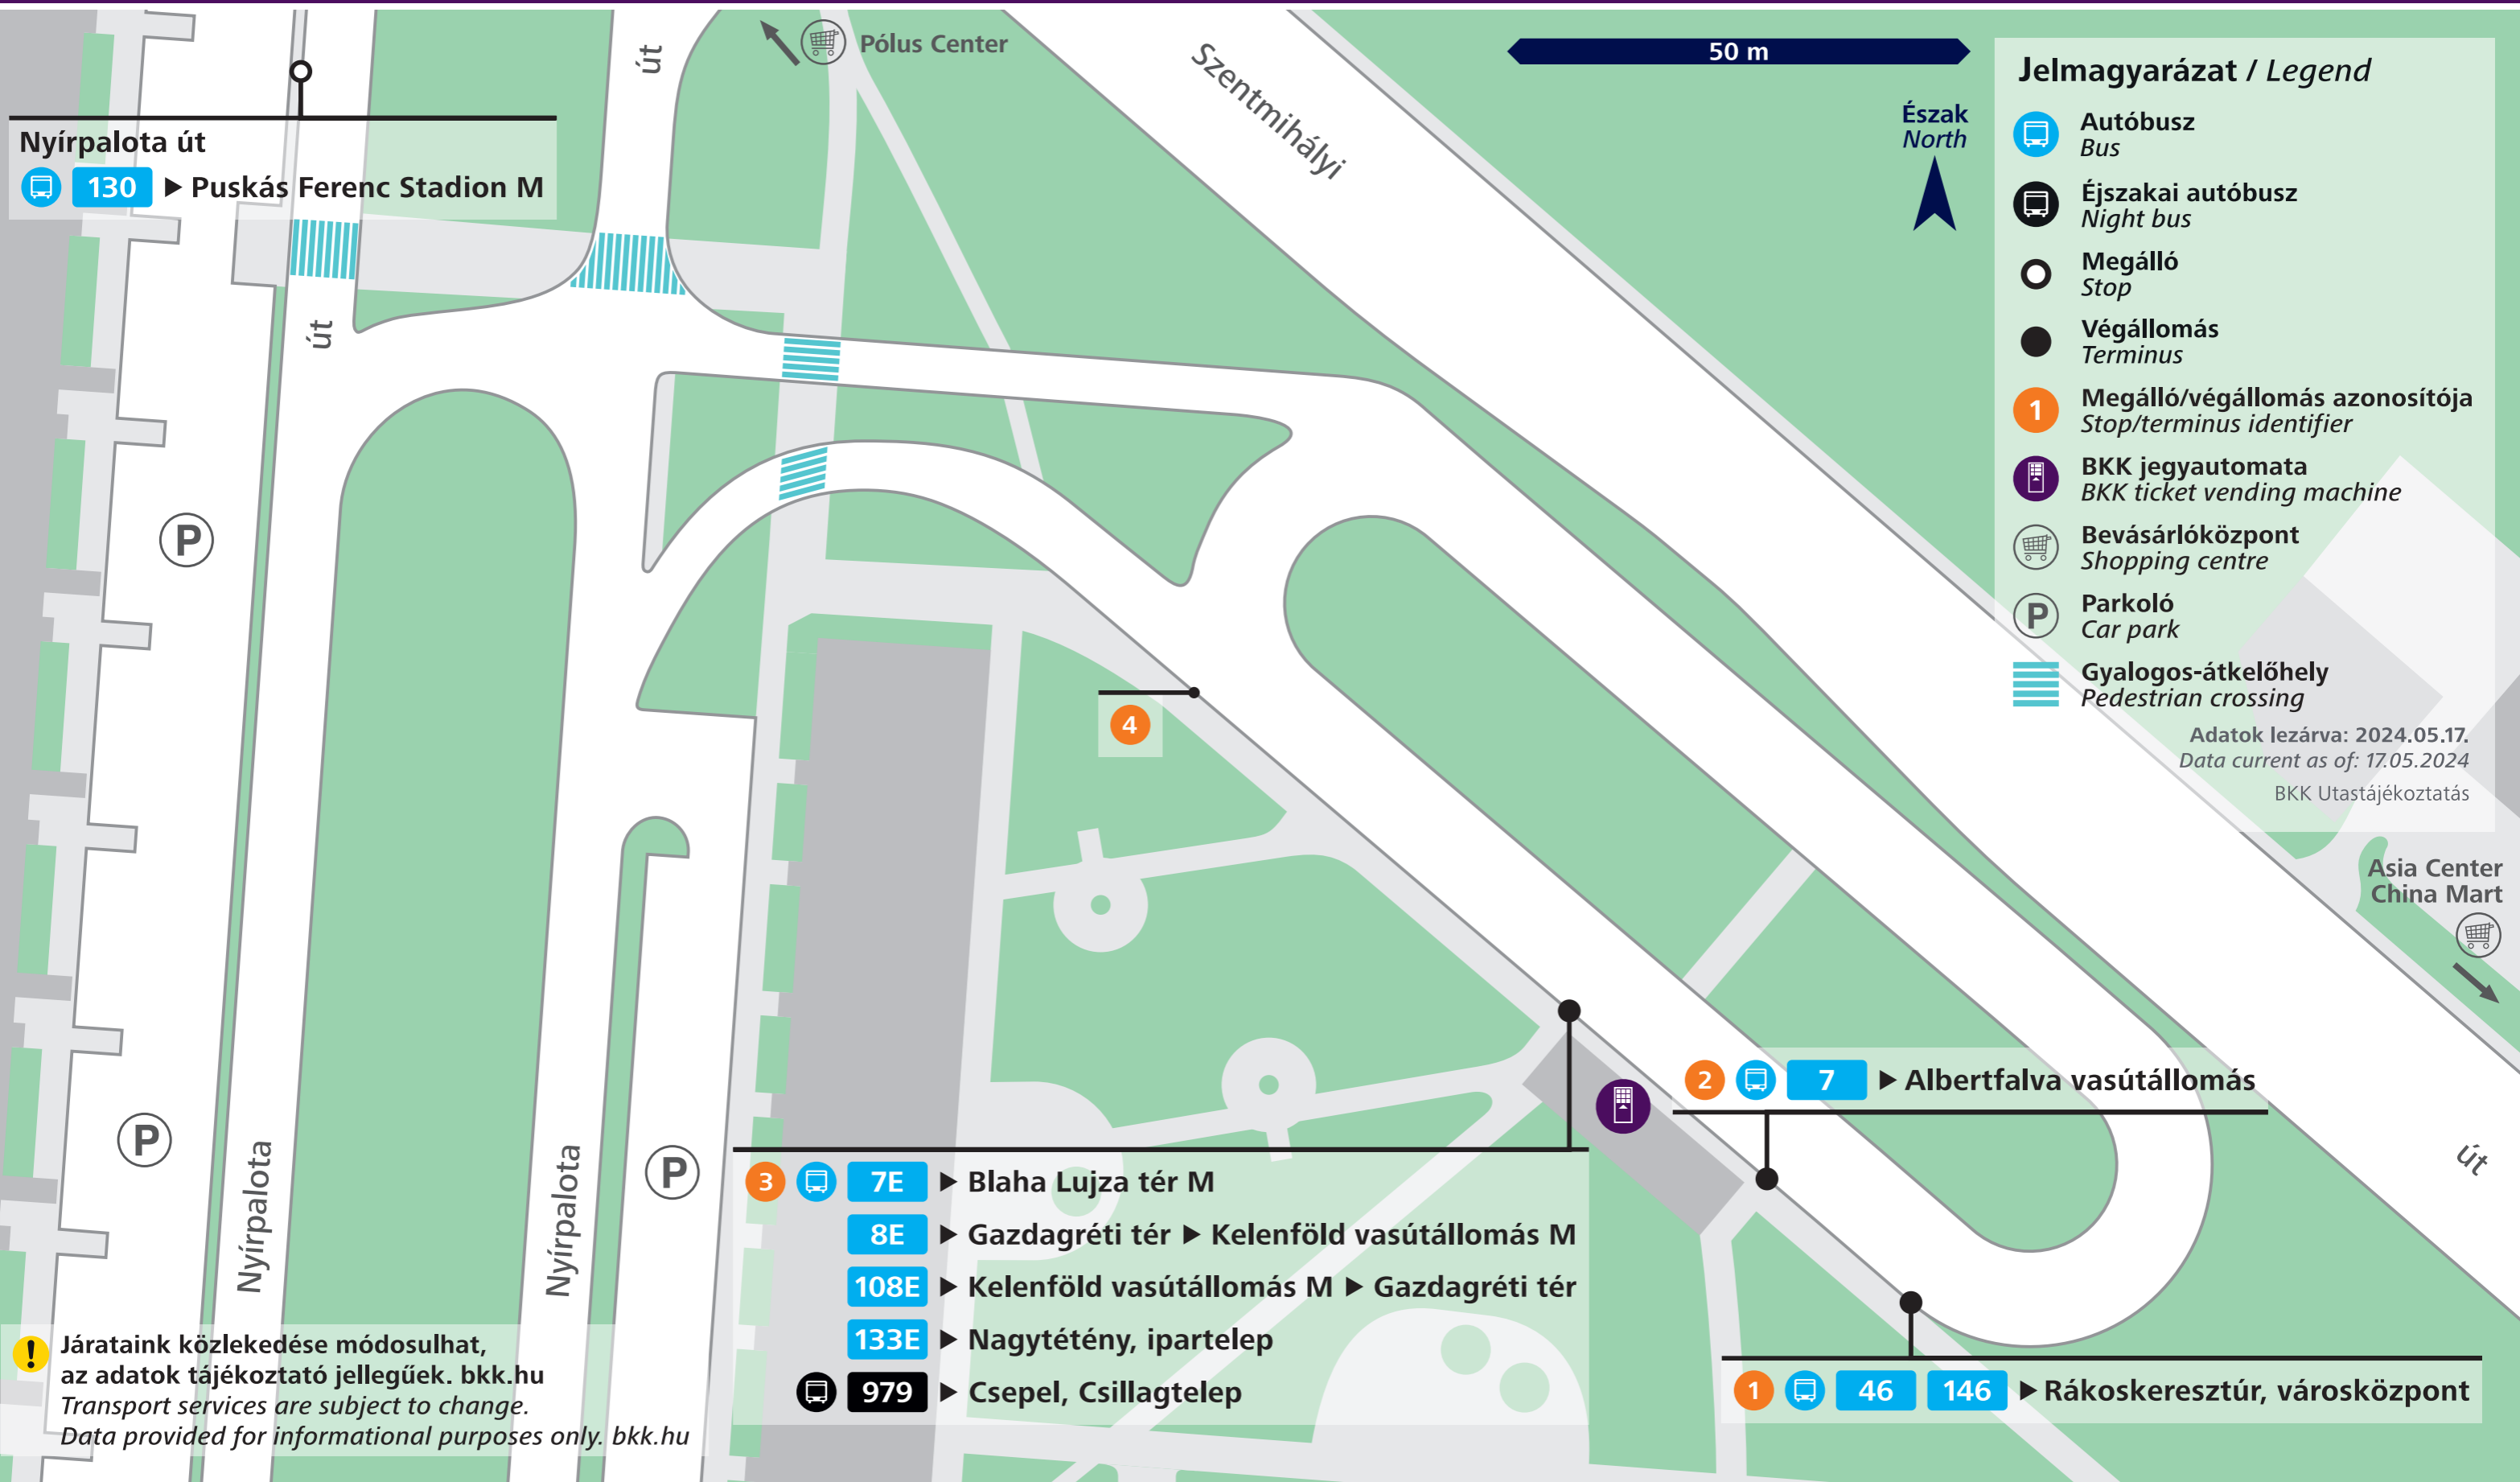 út
Pólus Center
Szentmihályi
50 m
Észak
North
Nyírpalota út
130 ▶ Puskás Ferenc Stadion M
út
P
4
Jelmagyarázat / Legend
Autóbusz
Bus
Éjszakai autóbusz
Night bus
Megálló
Stop
Végállomás
Terminus
1 Megálló/végállomás azonosítója
Stop/terminus identifier
BKK jegyautomata
BKK ticket vending machine
Bevásárlóközpont
Shopping centre
P Parkoló
Car park
Gyalogos-átkelőhely
Pedestrian crossing
Adatok lezárva: 2024.05.17.
Data current as of: 17.05.2024
BKK Utastájékoztatás
Asia Center
China Mart
P
Nyírpalota
Nyírpalota
P
2 7 ▶ Albertfalva vasútállomás
út
3 7E ▶ Blaha Lujza tér M
8E ▶ Gazdagréti tér ▶ Kelenföld vasútállomás M
108E ▶ Kelenföld vasútállomás M ▶ Gazdagréti tér
133E ▶ Nagytétény, ipartelep
979 ▶ Csepel, Csillagtelep
1 46 146 ▶ Rákoskeresztúr, városközpont
! Járataink közlekedése módosulhat,
az adatok tájékoztató jellegűek. bkk.hu
Transport services are subject to change.
Data provided for informational purposes only. bkk.hu